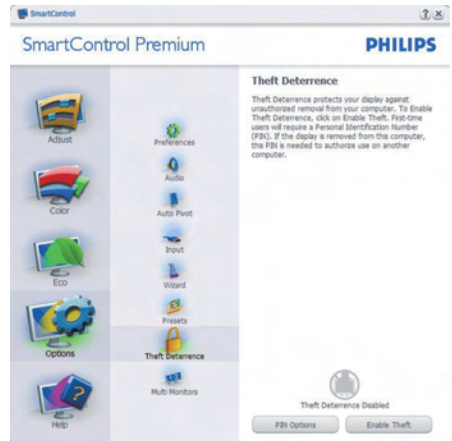 SmartControl
SmartControl Premium
PHILIPS
Adjust
Color
Eco
Options
Help
Preferences
Audio
Auto Pivot
Input
Wizard
Presets
Theft Deterrence
Multi Monitors
Theft Deterrence
Theft Deterrence protects your display against
unauthorized removal from your computer. To Enable
Theft Deterrence, click on Enable Theft. First-time
users will require a Personal Identification Number
(PIN). If the display is removed from this computer,
this PIN is needed to authorize use on another
computer.
Theft Deterrence Disabled
PIN Options
Enable Theft